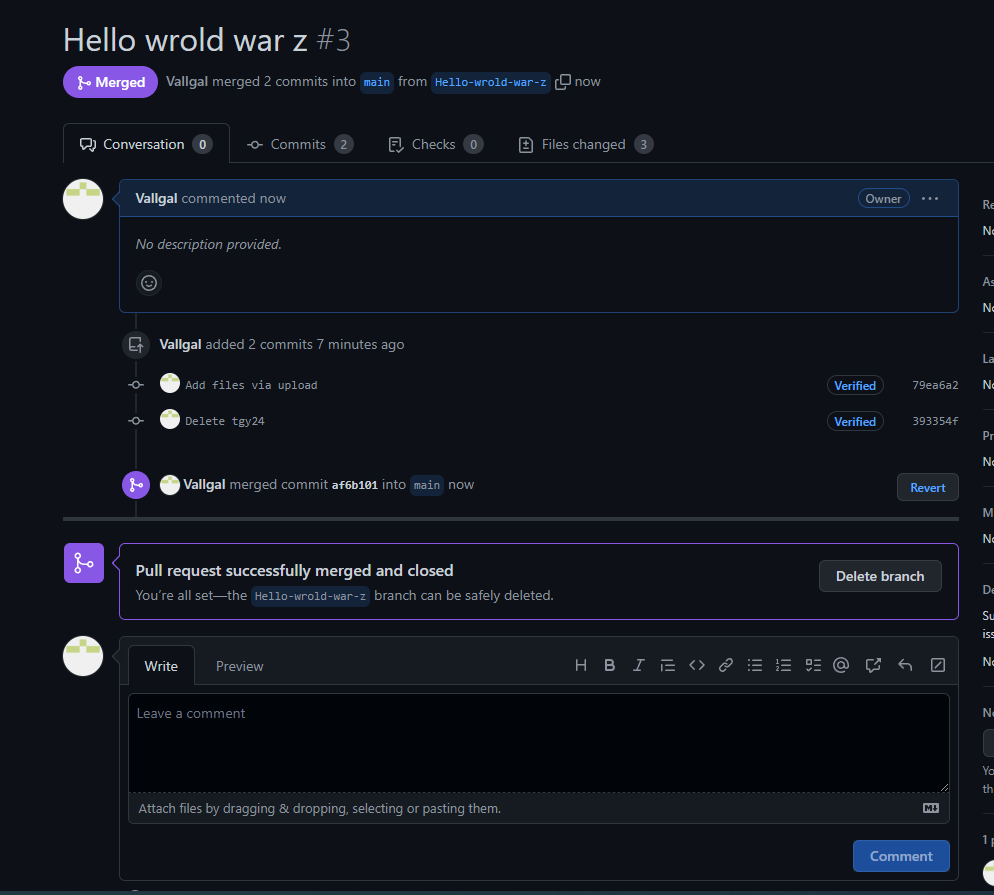 Hello wrold war z #3
Merged Vallgal merged 2 commits into main from Hello-wrold-war-z now
Conversation 0 Commits 2 Checks 0 Files changed 3
Vallgal commented now Owner ...
No description provided.
Vallgal added 2 commits 7 minutes ago
Add files via upload Verified 79ea6a2
Delete tgy24 Verified 393354f
Vallgal merged commit af6b101 into main now Revert
Pull request successfully merged and closed
You're all set—the Hello-wrold-war-z branch can be safely deleted.
Delete branch
Write Preview
Leave a comment
Attach files by dragging & dropping, selecting or pasting them.
Comment